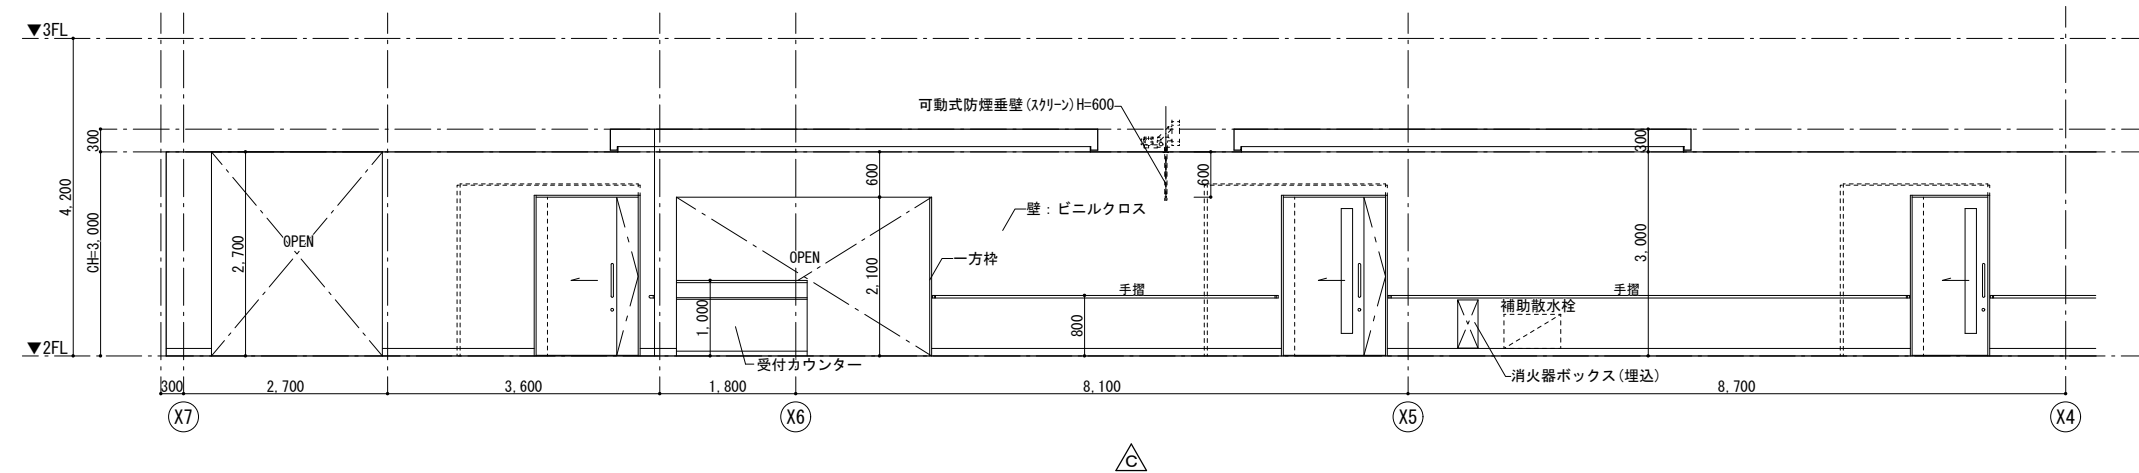 ▼3FL
可動式防煙垂壁(ｽｸﾘｰﾝ)H=600
300
300
4,200
600
600
壁：ビニルクロス
CH=3,000
OPEN
2,700
OPEN
一方枠
2,100
3,000
手摺
手摺
1,000
800
補助散水栓
▼2FL
受付カウンター
消火器ボックス(埋込)
300
2,700
3,600
1,800
8,100
8,700
X7
X6
X5
X4
C